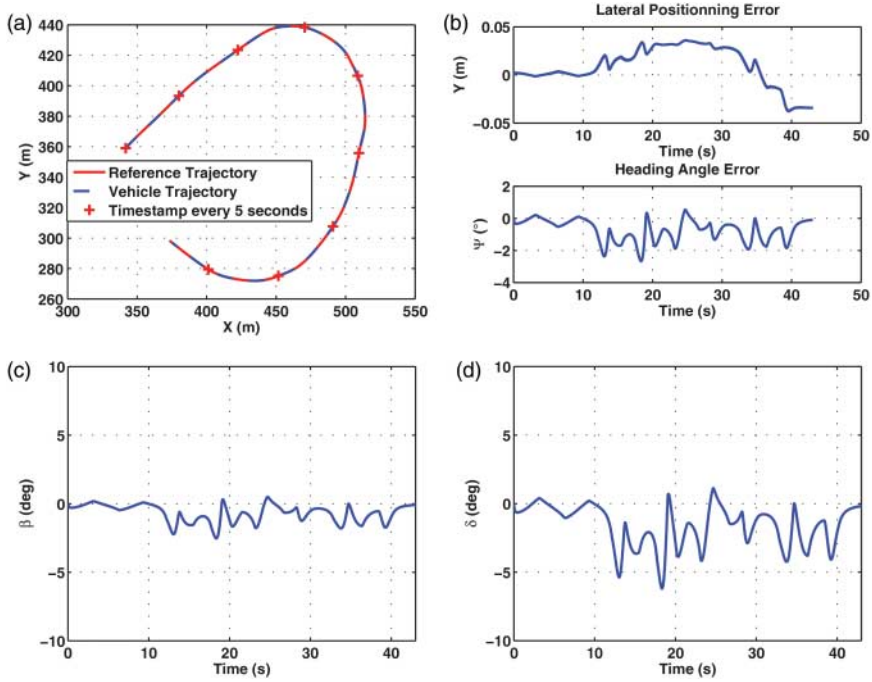 (a)
440
420
400
380
360
340
320
300
280
260
Y (m)
Reference Trajectory
Vehicle Trajectory
Timestamp every 5 seconds
300 350 400 450 500 550
X (m)
(b)
Lateral Positionning Error
0.05
0
−0.05
Y (m)
0 10 20 30 40 50
Time (s)
Heading Angle Error
2
0
−2
−4
Ψ (°)
0 10 20 30 40 50
Time (s)
(c)
10
5
0
−5
−10
β (deg)
0 10 20 30 40
Time (s)
(d)
10
5
0
−5
−10
δ (deg)
0 10 20 30 40
Time (s)